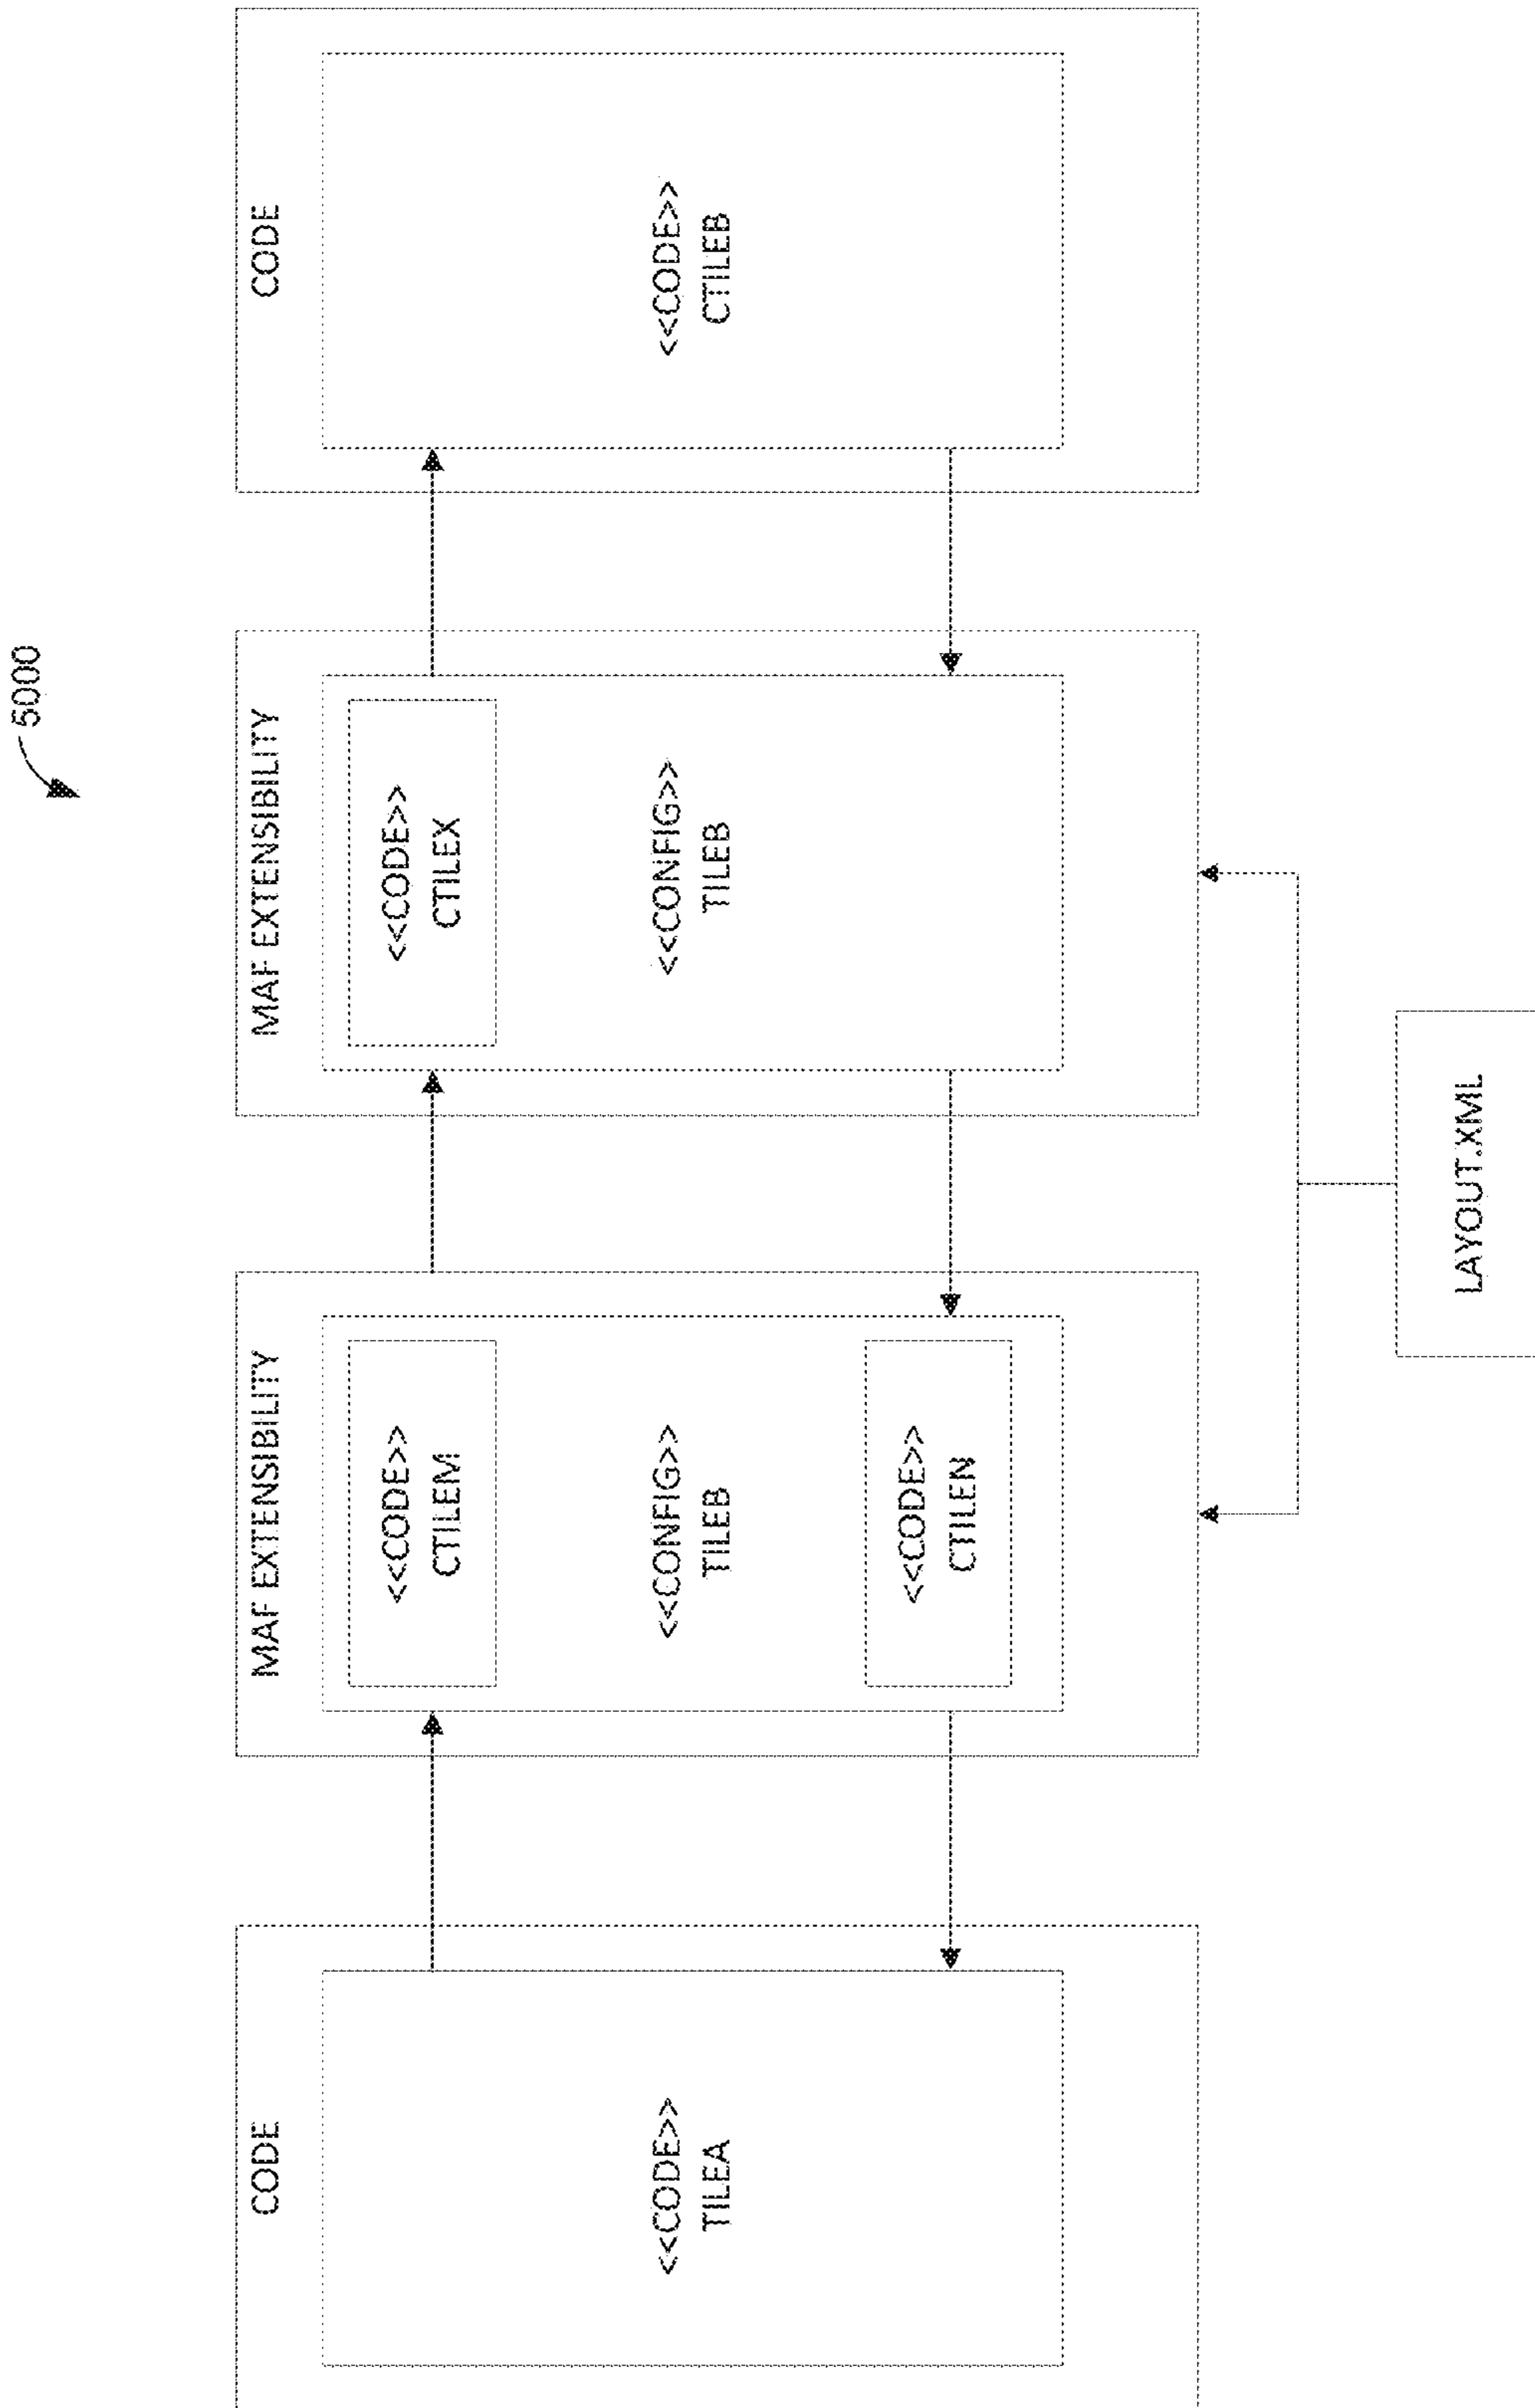 5000
CODE
<<CODE>>
TILEA
MAF EXTENSIBILITY
<<CODE>>
CTILEM
<<CONFIG>>
TILEB
<<CODE>>
CTILEN
MAF EXTENSIBILITY
<<CODE>>
CTILEX
<<CONFIG>>
TILEB
CODE
<<CODE>>
CTILEB
LAYOUT.XML